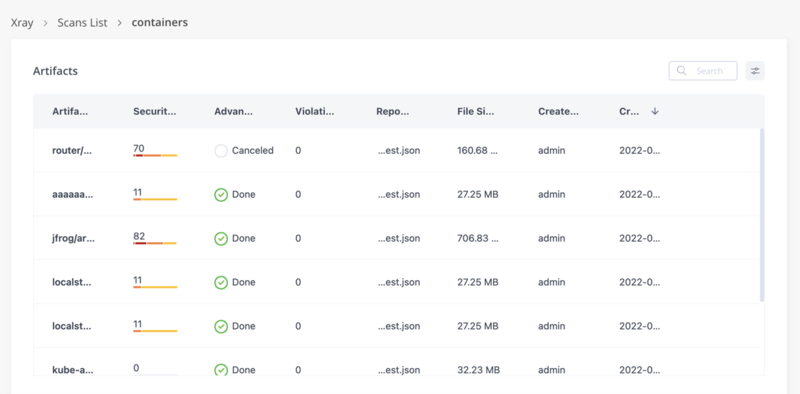 Xray > Scans List > containers
Artifacts
Search
Artifa... Securit... Advan... Violati... Repo... File Si... Create... Cr... ↓
router/... 70 Canceled 0 ...est.json 160.68 ... admin 2022-0...
aaaaaa... 11 Done 0 ...est.json 27.25 MB admin 2022-0...
jfrog/ar... 82 Done 0 ...est.json 706.83 ... admin 2022-0...
localst... 11 Done 0 ...est.json 27.25 MB admin 2022-0...
localst... 11 Done 0 ...est.json 27.25 MB admin 2022-0...
kube-a... 0 Done 0 ...est.json 32.23 MB admin 2022-0...